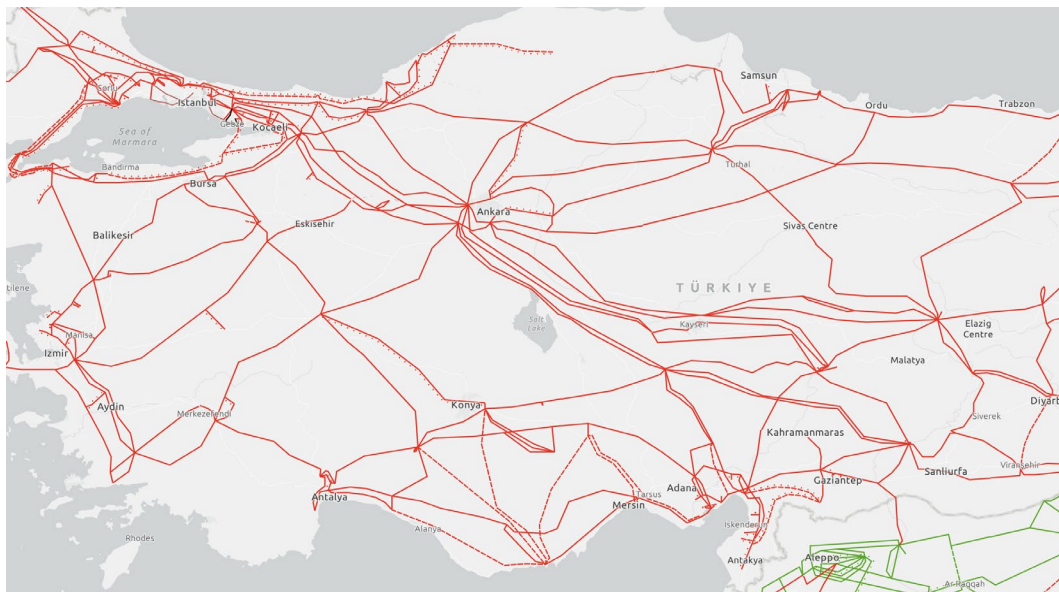 Samsun
Ordu
Trabzon
Sorlu
Istanbul
Gebze
Kocaeli
Sea of
Marmara
Bandirma
Bursa
Turhal
Ankara
Eskisehir
Sivas Centre
Balikesir
TÜRKIYE
tilene
Salt
Lake
Kayseri
Elazig
Centre
Manisa
Izmir
Malatya
Aydin
Merkezefendi
Konya
Siverek
Diyarb
Kahramanmaras
Viransehir
Sanliurfa
Gaziantep
Adana
Tarsus
Mersin
Antalya
Iskenderun
Alanya
Rhodes
Antakya
Aleppo
Ar Raqqah